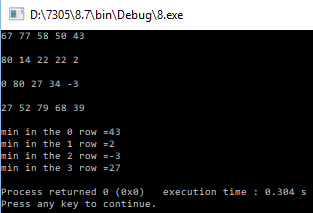 D:\7305\8.7\bin\Debug\8.exe
67 77 58 50 43
80 14 22 22 2
0 80 27 34 -3
27 52 79 68 39
min in the 0 row =43
min in the 1 row =2
min in the 2 row =-3
min in the 3 row =27
Process returned 0 (0x0)   execution time : 0.304 s
Press any key to continue.